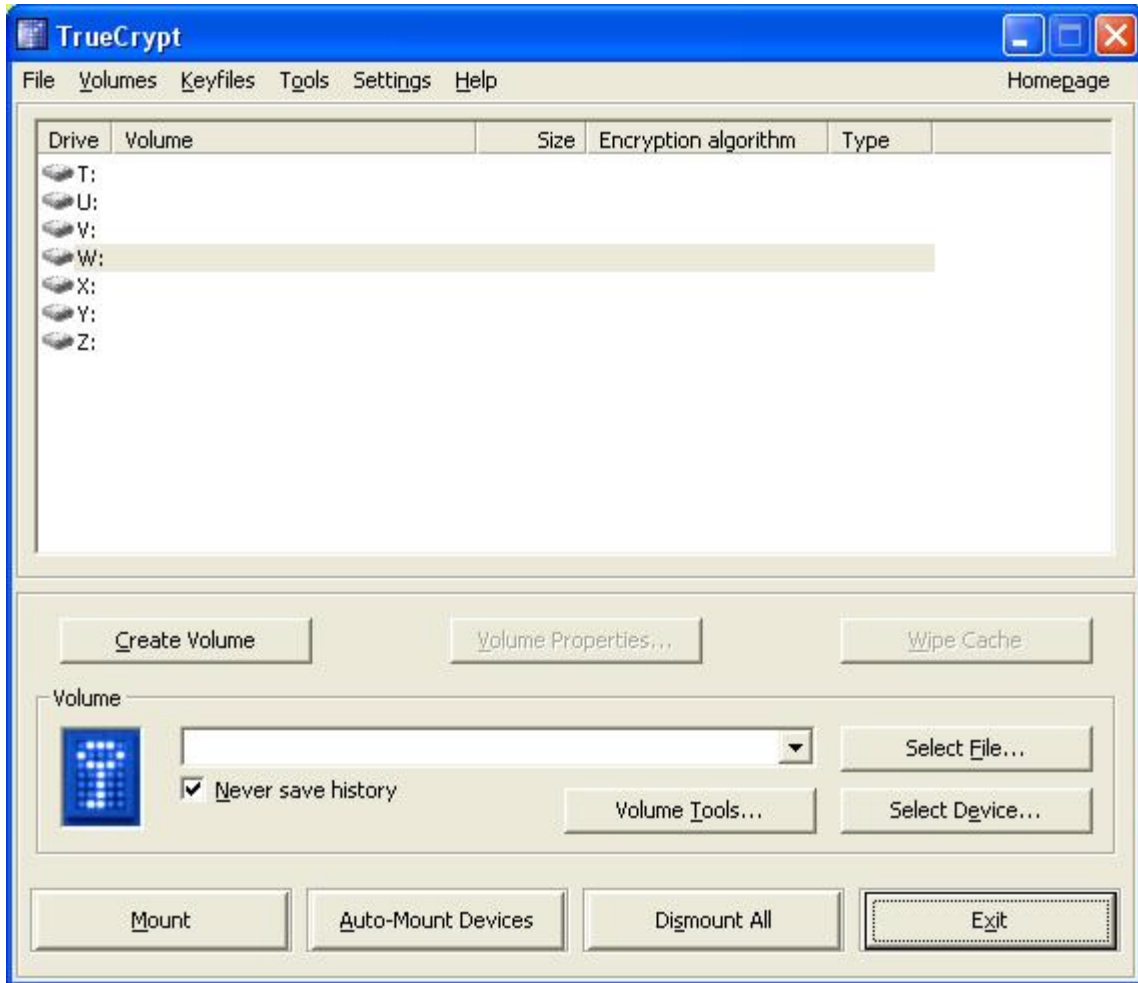 TrueCrypt
File Volumes Keyfiles Tools Settings Help Homepage
Drive Volume Size Encryption algorithm Type
T:
U:
V:
W:
X:
Y:
Z:
Create Volume Volume Properties... Wipe Cache
Volume
Select File...
Never save history
Volume Tools... Select Device...
Mount Auto-Mount Devices Dismount All Exit